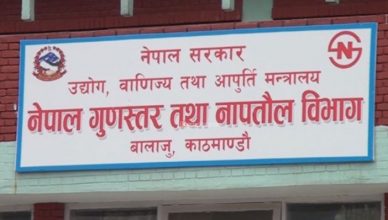 नेपाल सरकार
उद्योग, वाणिज्य तथा आपुर्ति मन्त्रालय
नेपाल गुणस्तर तथा नापतौल विभाग
बालाजु, काठमाण्डौ